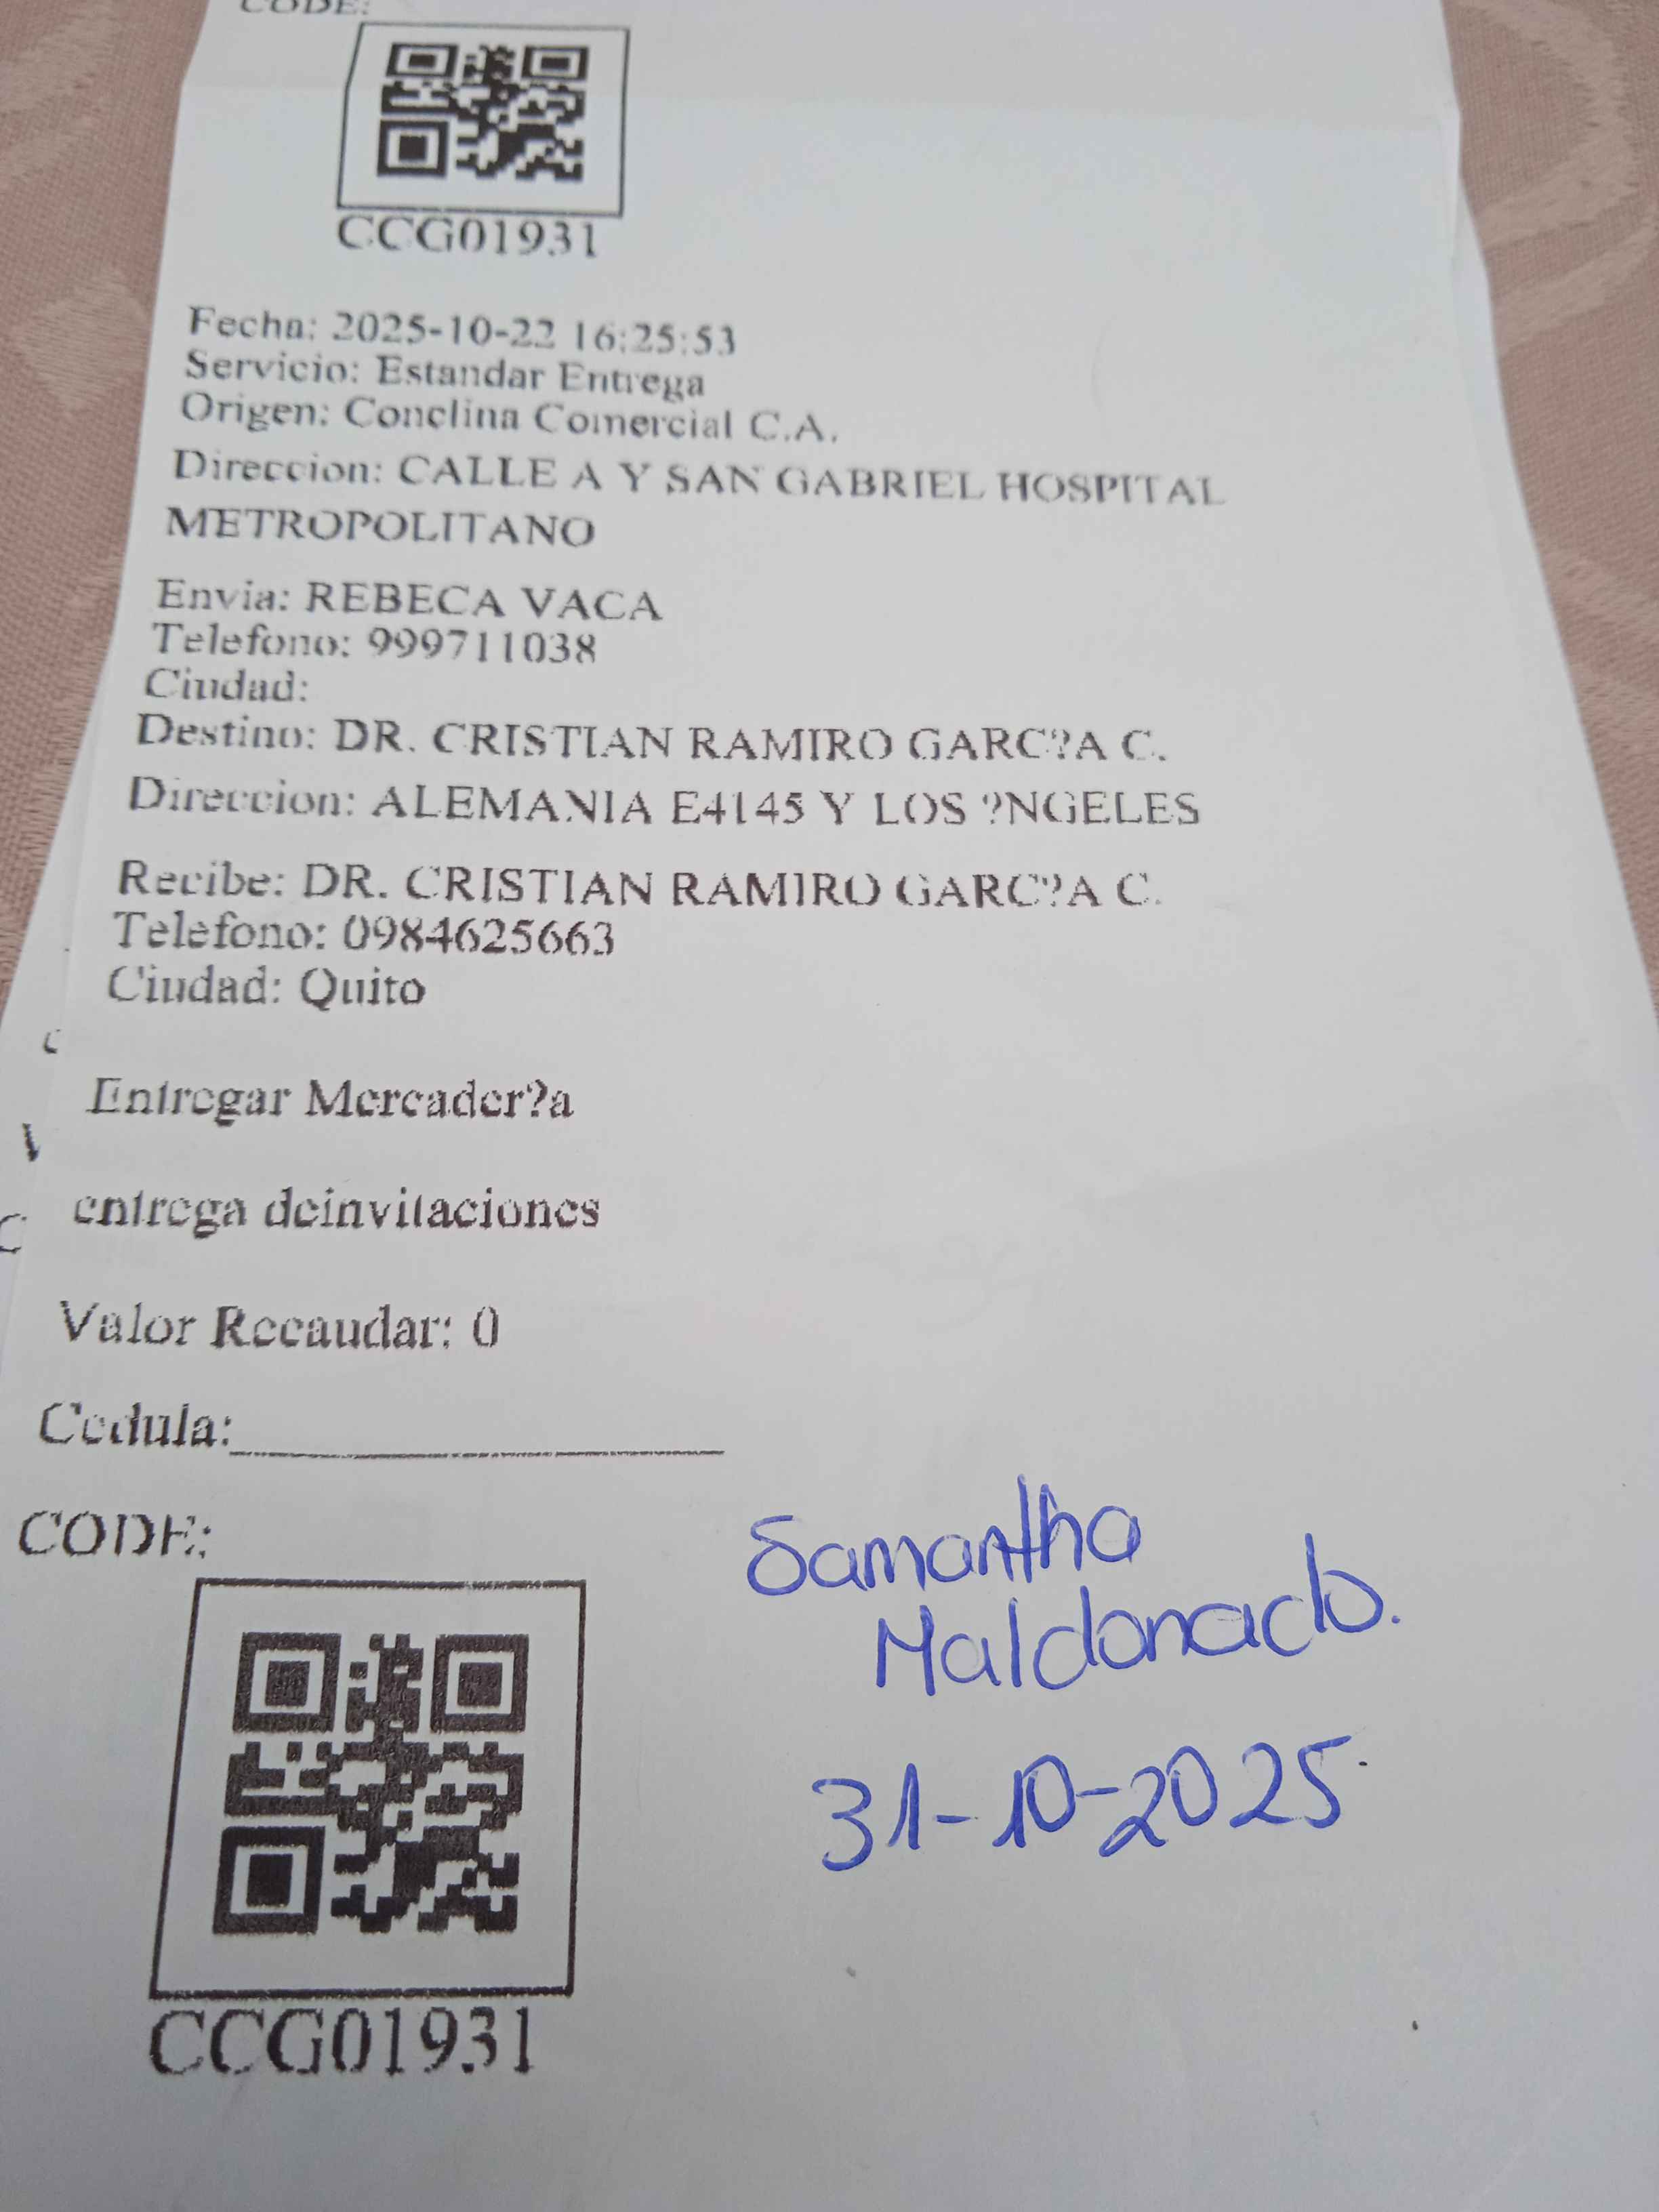 CODE:
CCG01931
Fecha: 2025-10-22 16:25:53
Servicio: Estandar Entrega
Origen: Conclina Comercial C.A.
Direccion: CALLE A Y SAN GABRIEL HOSPITAL
METROPOLITANO
Envia: REBECA VACA
Telefono: 999711038
Ciudad:
Destino: DR. CRISTIAN RAMIRO GARC?A C.
Direccion: ALEMANIA E4145 Y LOS ?NGELES
Recibe: DR. CRISTIAN RAMIRO GARC?A C.
Telefono: 0984625663
Ciudad: Quito
Entregar Mercader?a
entrega deinvitaciones
Valor Recaudar: 0
Cedula:
CODE:
Samantha
Maldonado.
31-10-2025
CCG01931